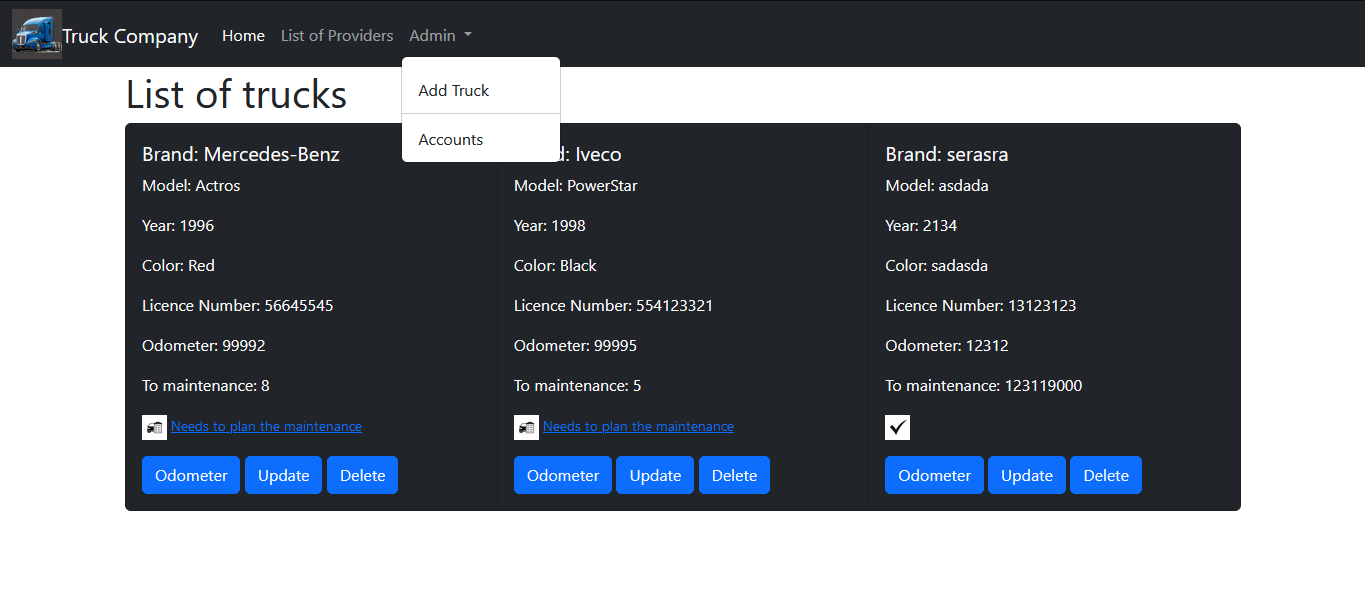 Truck Company Home List of Providers Admin
Add Truck
Accounts
List of trucks
Brand: Mercedes-Benz
Model: Actros
Year: 1996
Color: Red
Licence Number: 56645545
Odometer: 99992
To maintenance: 8
Needs to plan the maintenance
Odometer Update Delete
d: Iveco
Model: PowerStar
Year: 1998
Color: Black
Licence Number: 554123321
Odometer: 99995
To maintenance: 5
Needs to plan the maintenance
Odometer Update Delete
Brand: serasra
Model: asdada
Year: 2134
Color: sadasda
Licence Number: 13123123
Odometer: 12312
To maintenance: 123119000
Odometer Update Delete